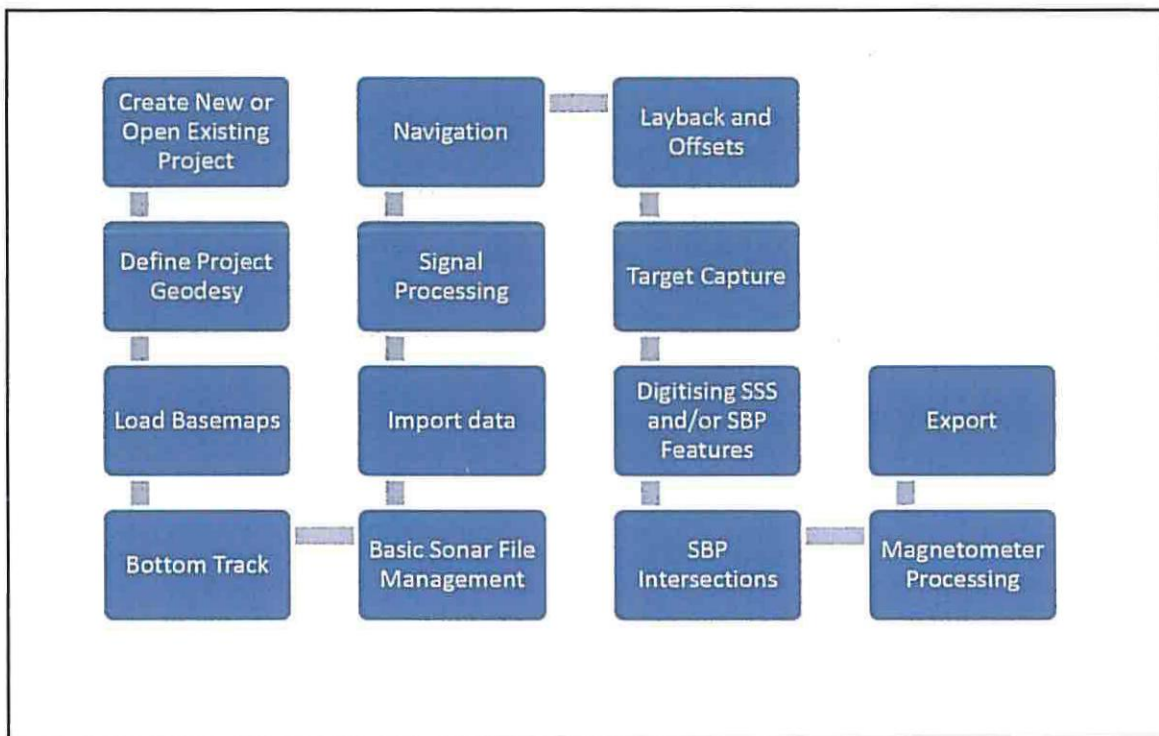 Create New or
Open Existing
Project
Define Project
Geodesy
Load Basemaps
Bottom Track
Basic Sonar File
Management
Import data
Signal
Processing
Navigation
Layback and
Offsets
Target Capture
Digitising SSS
and/or SBP
Features
SBP
Intersections
Magnetometer
Processing
Export